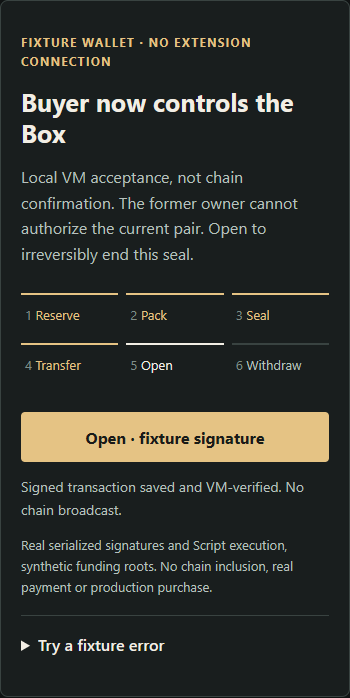 FIXTURE WALLET · NO EXTENSION
CONNECTION
Buyer now controls the
Box
Local VM acceptance, not chain
confirmation. The former owner cannot
authorize the current pair. Open to
irreversibly end this seal.
1 Reserve
2 Pack
3 Seal
4 Transfer
5 Open
6 Withdraw
Open · fixture signature
Signed transaction saved and VM-verified. No
chain broadcast.
Real serialized signatures and Script execution,
synthetic funding roots. No chain inclusion, real
payment or production purchase.
Try a fixture error